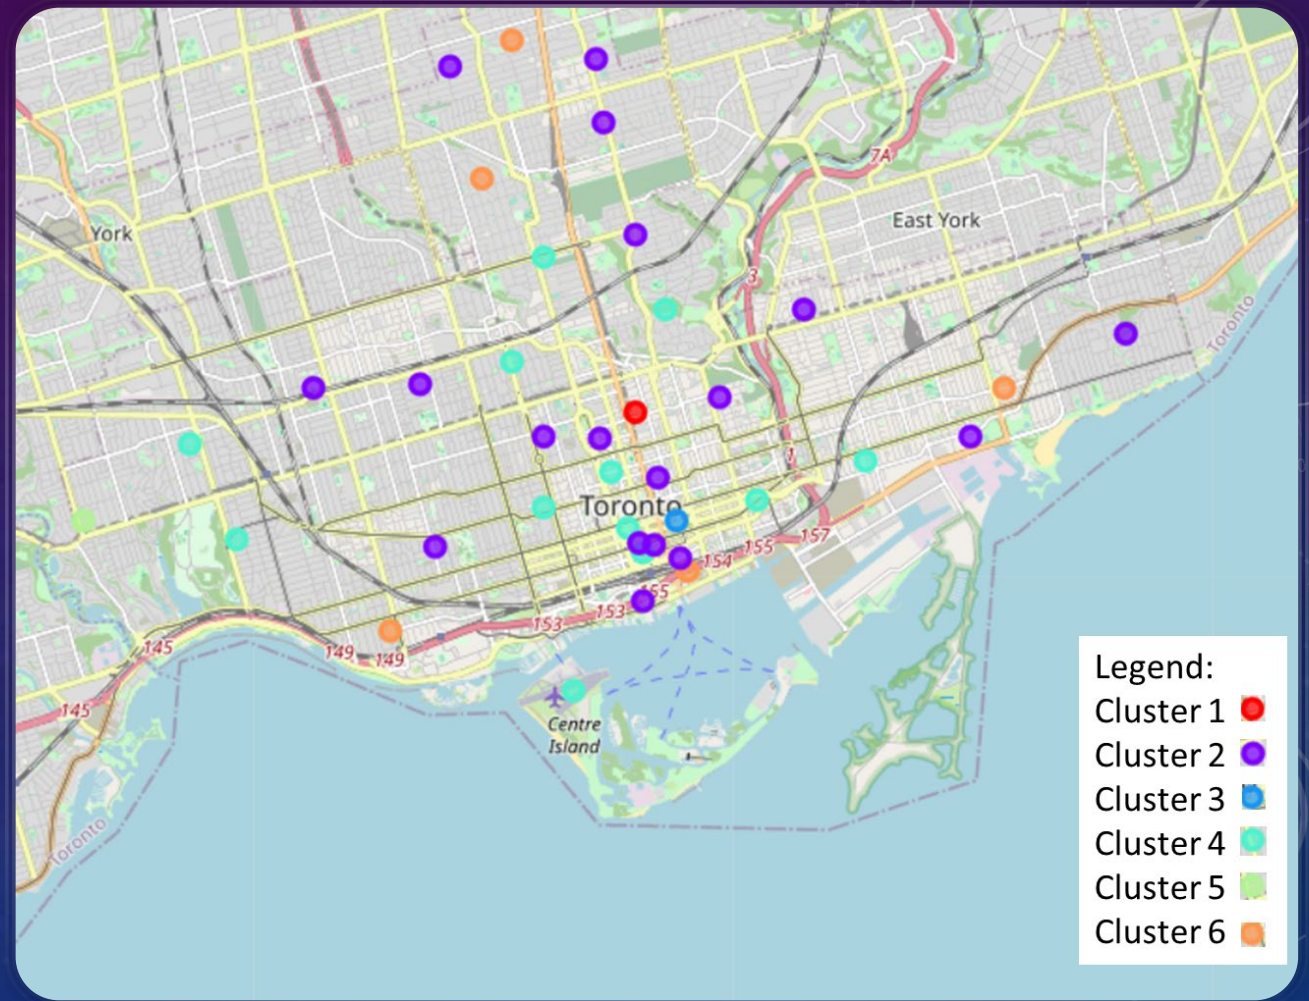 7A
York
East York
3
Toronto
1
Toronto
157
155
154
155
153
153
145
149
149
145
Centre
Island
Toronto
Legend:
Cluster 1
Cluster 2
Cluster 3
Cluster 4
Cluster 5
Cluster 6